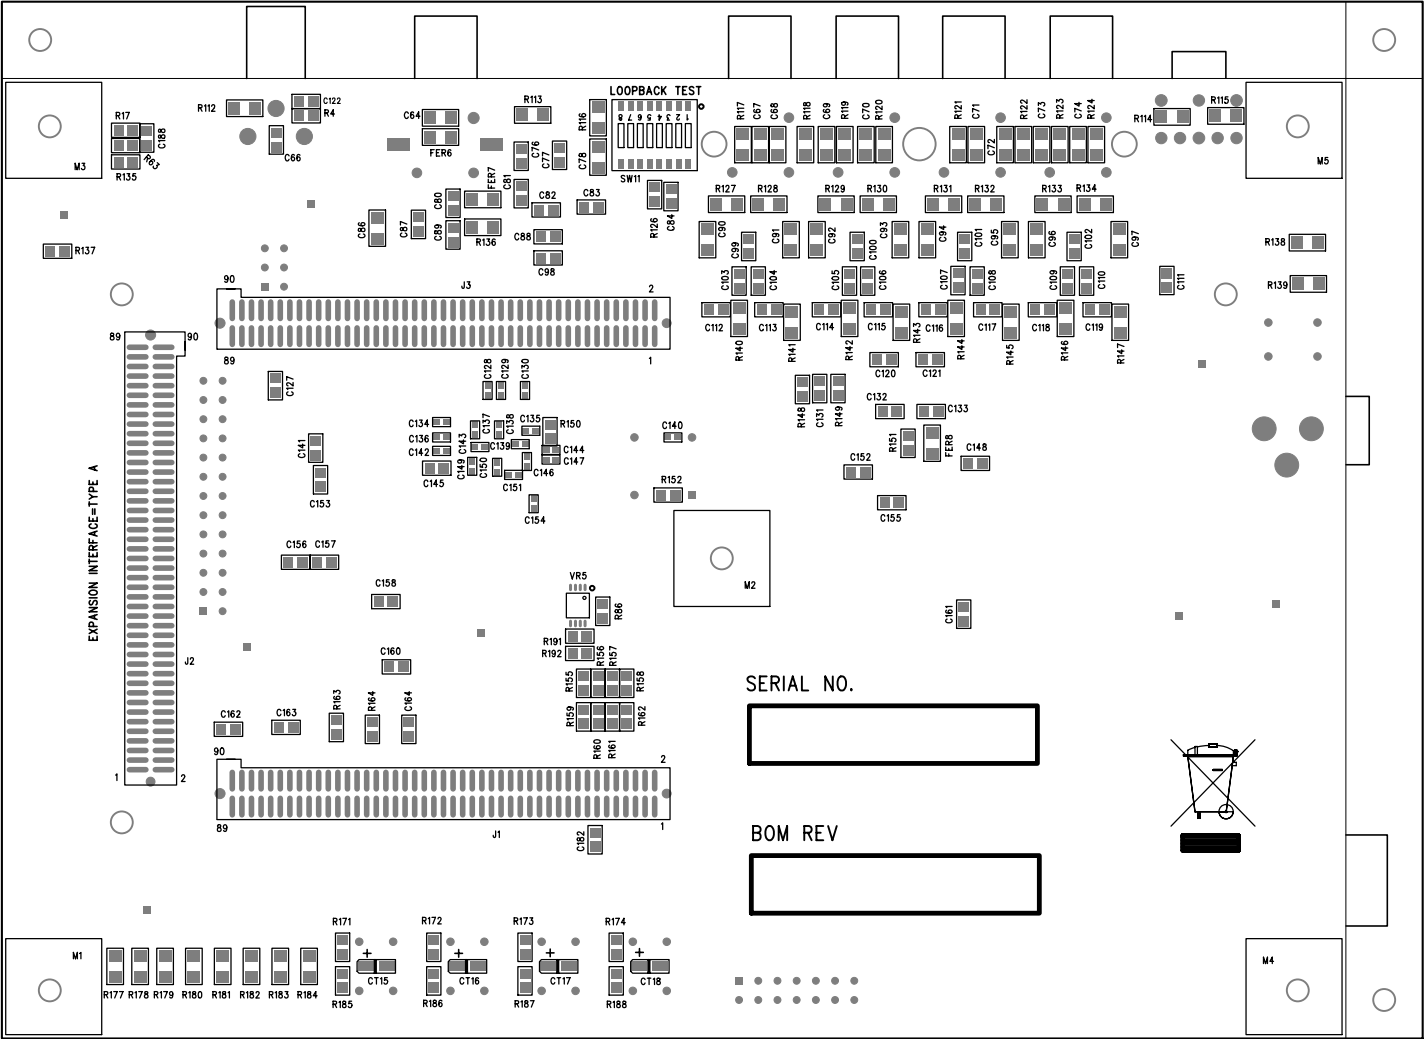 LOOPBACK TEST
R112
C122
R4
R17
C188
R63
R135
M3
C66
C64
FER6
R113
C76
C77
R116
C78
8 7 6 5 4 3 2 1
SW11
R117
C67
C68
R118
C69
R119
C70
R120
R121
C71
C72
R122
C73
R123
C74
R124
R114
R115
M5
FER7
C81
C80
C82
C83
R126
C84
C86
C87
C89
R136
C88
C98
R127
R128
R129
R130
R131
R132
R133
R134
C90
C99
C91
C92
C100
C93
C94
C101
C95
C96
C102
C97
R137
R138
R139
C103
C104
C105
C106
C107
C108
C109
C110
C111
90
J3
2
89
1
C112
R140
C113
R141
C114
R142
C115
R143
C116
R144
C117
R145
C118
R146
C119
R147
89
90
C120
C121
C127
C128
C129
C130
R148
C131
R149
C132
C133
C134
C136
C142
C145
C143
C137
C138
C135
R150
C139
C144
C147
C149
C150
C146
C151
C154
C140
R151
FER8
C148
C152
C155
C141
C153
R152
EXPANSION INTERFACE=TYPE A
C156
C157
C158
VR5
R86
M2
C161
R191
R192
J2
C160
R155
R156
R157
R158
R159
R160
R161
R162
C162
C163
R163
R164
C164
SERIAL NO.
1
2
90
2
89
J1
1
C182
BOM REV
M1
R177
R178
R179
R180
R181
R182
R183
R184
R171
R185
+
CT15
R172
R186
+
CT16
R173
R187
+
CT17
R174
R188
+
CT18
M4